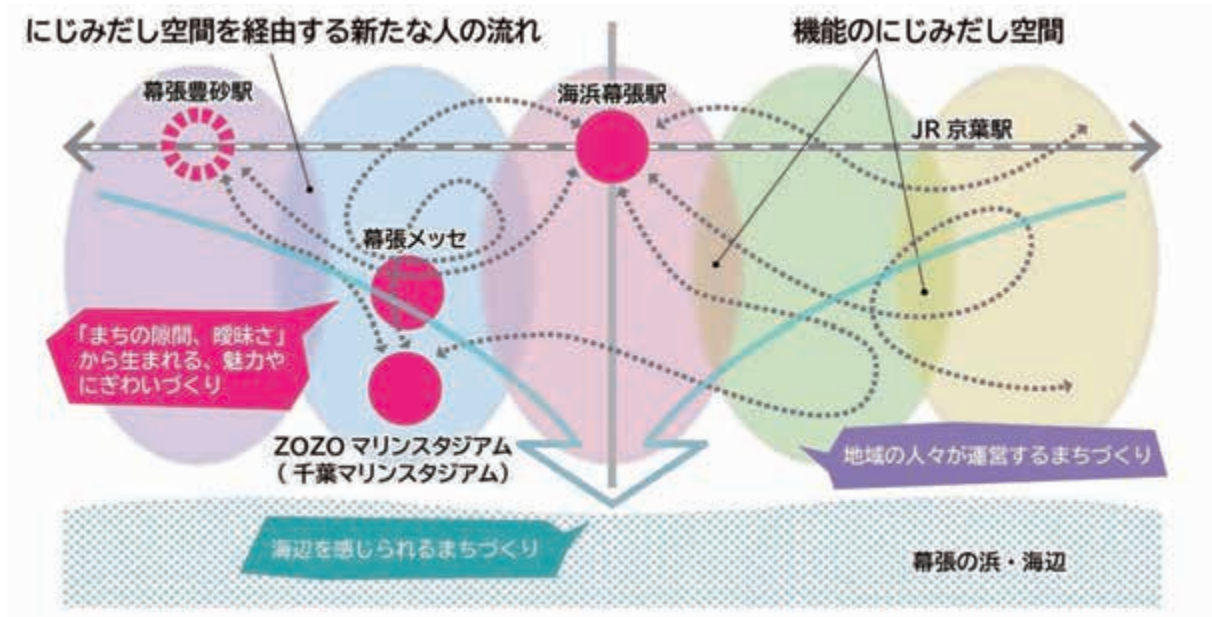 にじみだし空間を経由する新たな人の流れ
機能のにじみだし空間
幕張豊砂駅
海浜幕張駅
JR 京葉駅
幕張メッセ
「まちの隙間、曖昧さ」
から生まれる、魅力や
にぎわいづくり
ZOZO マリンスタジアム
( 千葉マリンスタジアム)
地域の人々が運営するまちづくり
海辺を感じられるまちづくり
幕張の浜・海辺